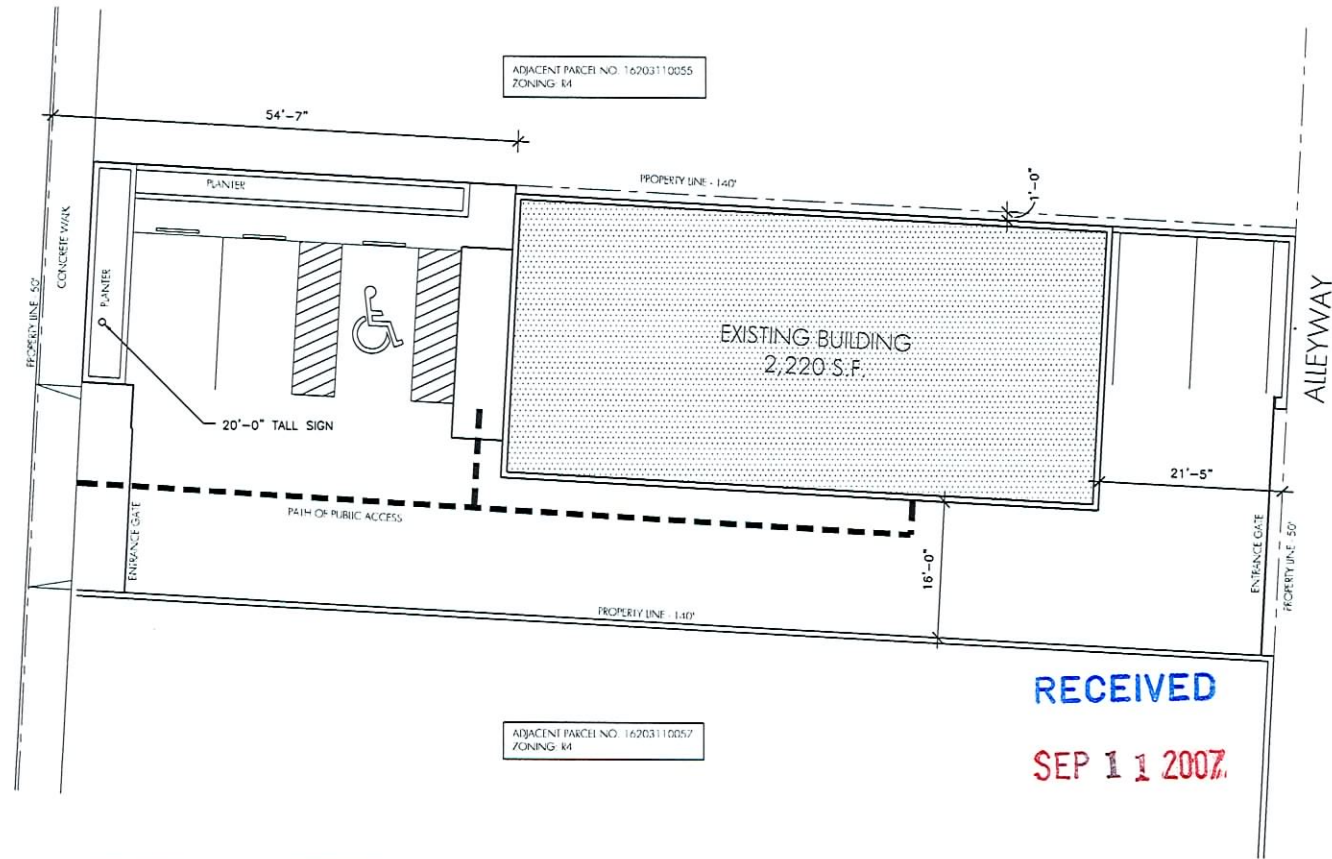 ADJACENT PARCEL NO. 16203110055
ZONING: R4
54'-7"
PROPERTY LINE - 140'
1'-0"
PLANTER
CONCRETE WALK
PROPERTY LINE 50'
PLANTER
EXISTING BUILDING
2,220 S.F.
ALLEYWAY
20'-0" TALL SIGN
21'-5"
PATH OF PUBLIC ACCESS
ENTRANCE GATE
16'-0"
ENTRANCE GATE
PROPERTY LINE - 50'
PROPERTY LINE - 140'
RECEIVED
SEP 11 2007
ADJACENT PARCEL NO. 16203110057
ZONING: R4